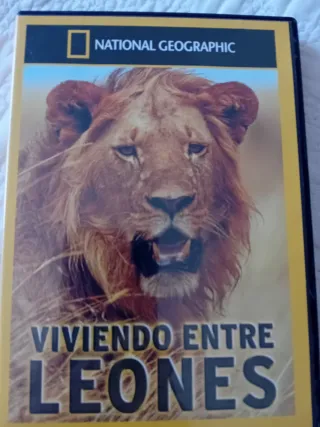 NATIONAL GEOGRAPHIC
VIVIENDO ENTRE
LEONES